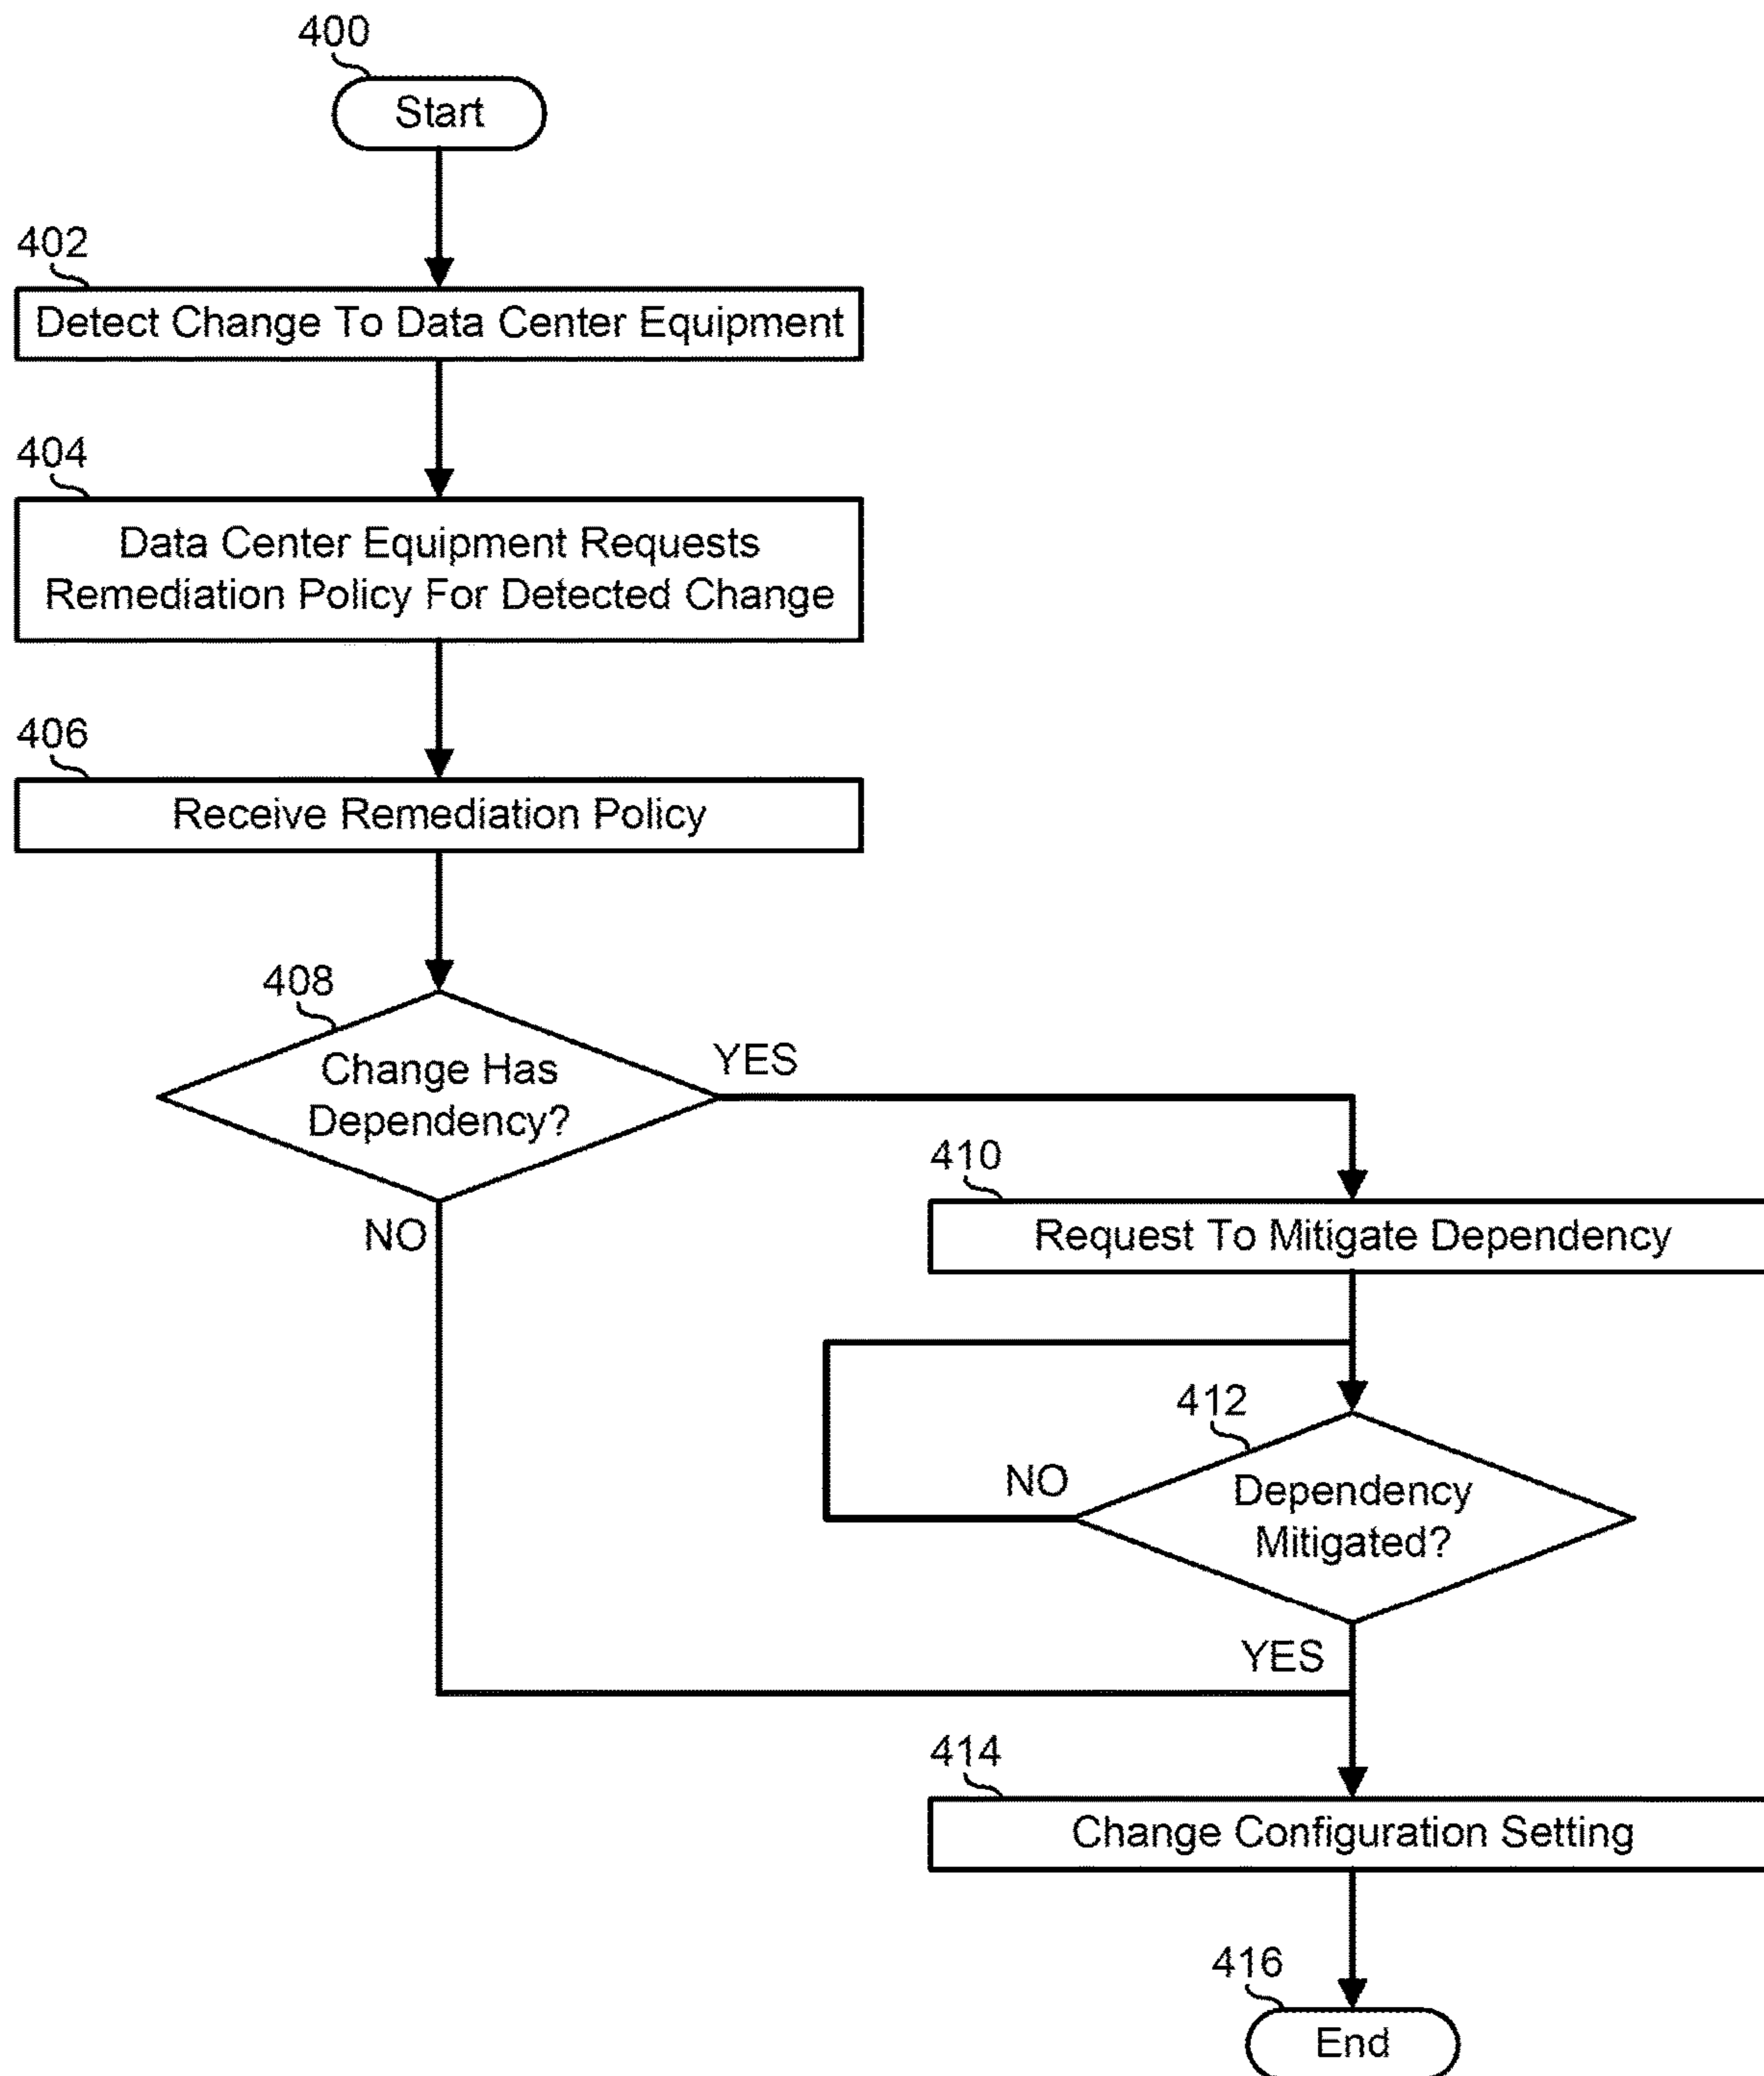 400
Start
402
Detect Change To Data Center Equipment
404
Data Center Equipment Requests
Remediation Policy For Detected Change
406
Receive Remediation Policy
408
Change Has
Dependency?
YES
NO
410
Request To Mitigate Dependency
412
NO
Dependency
Mitigated?
YES
414
Change Configuration Setting
416
End